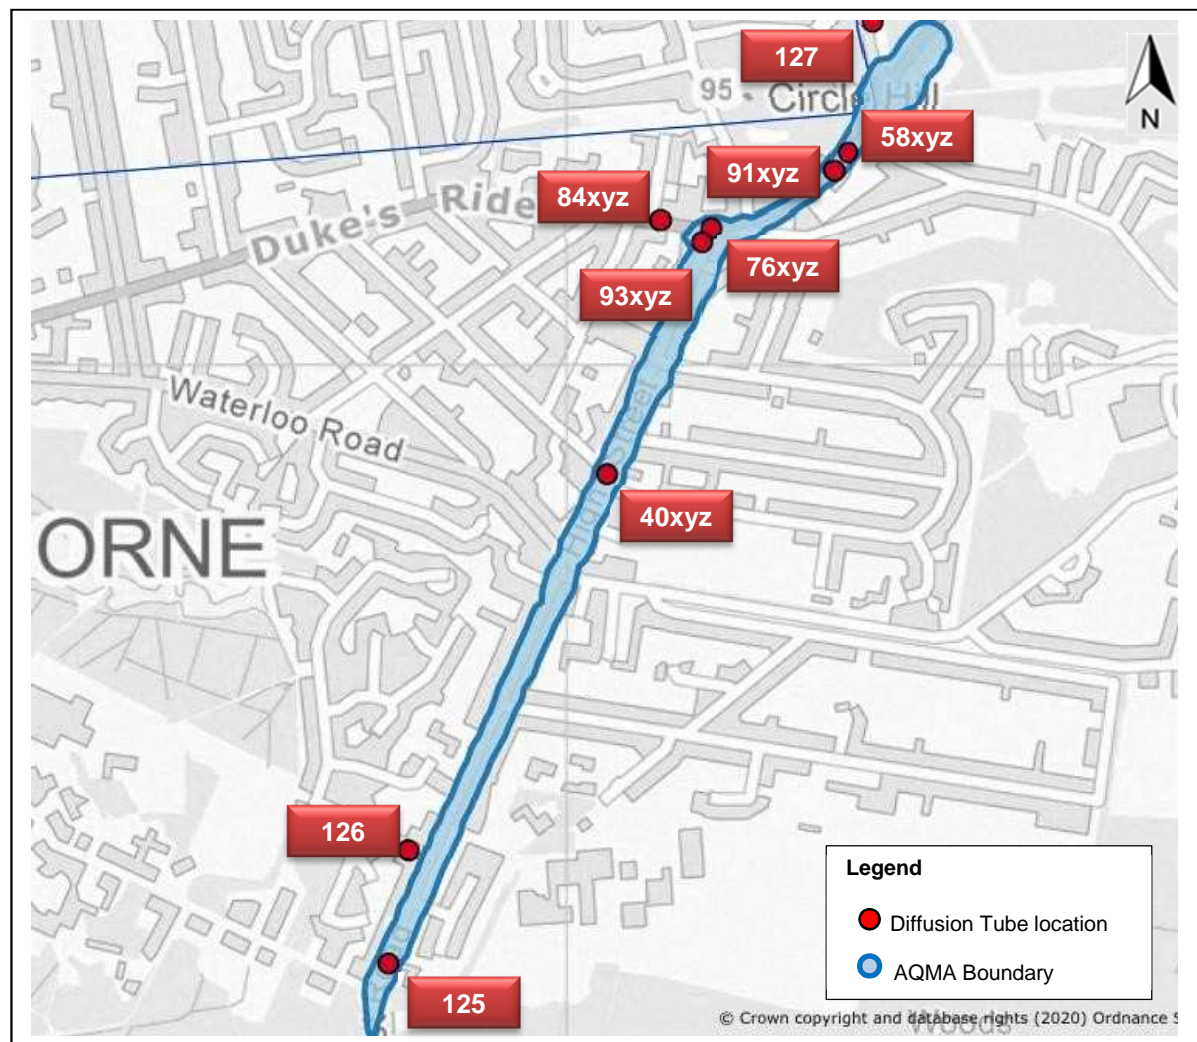 127
95
Circle Hill
N
58xyz
91xyz
84xyz
Duke's Ride
76xyz
93xyz
High Street
Waterloo Road
40xyz
ORNE
126
Legend
Diffusion Tube location
AQMA Boundary
125
Woods
© Crown copyright and database rights (2020) Ordnance S